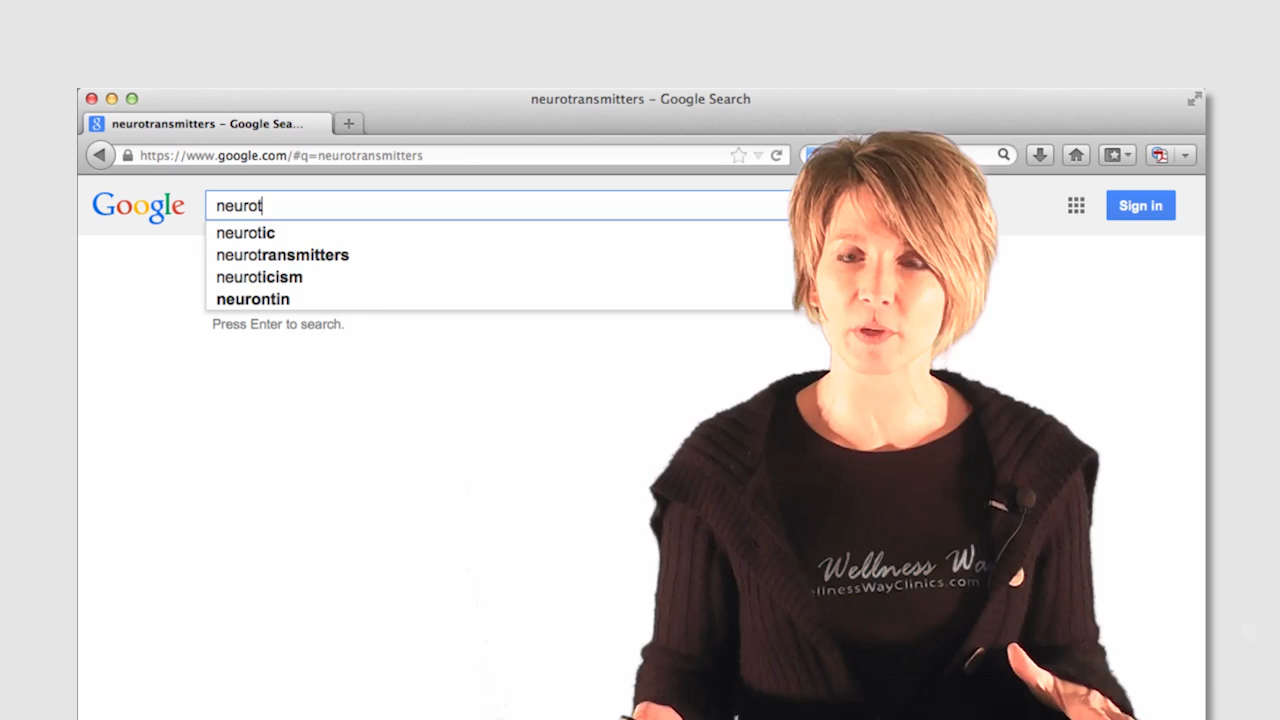 neurotransmitters – Google Search
neurotransmitters – Google Sea...
https://www.google.com/#q=neurotransmitters
Google
neurot
Sign in
neurotic
neurotransmitters
neuroticism
neurontin
Press Enter to search.
Wellness Wa
llnessWayClinics.com